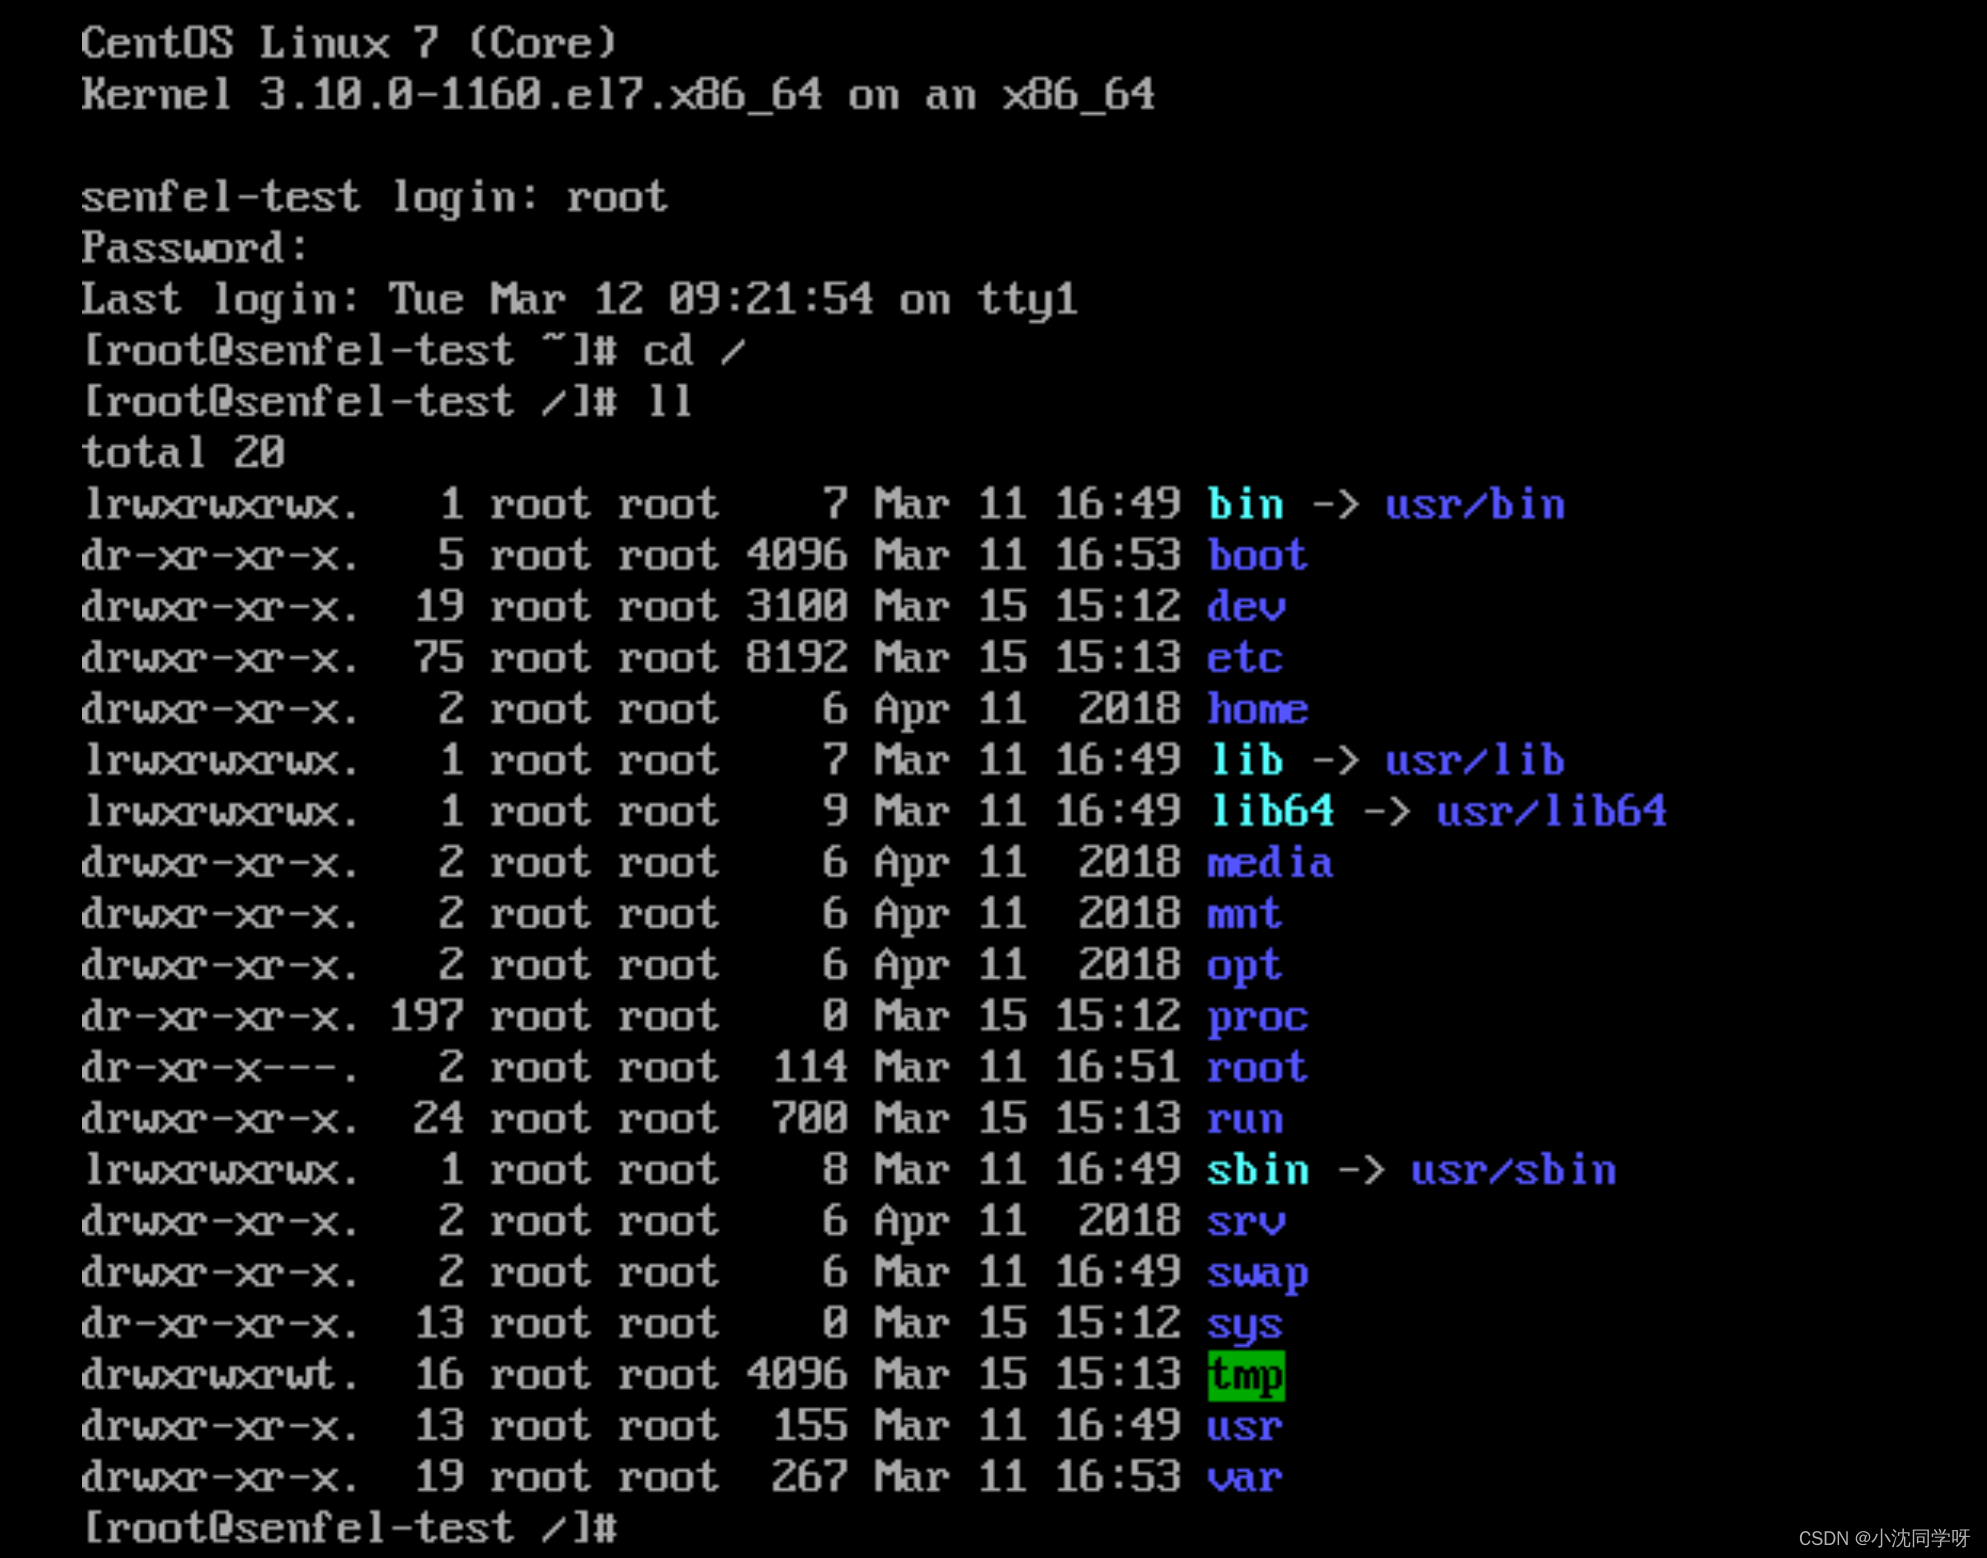 CentOS Linux 7 (Core)
Kernel 3.10.0-1160.el7.x86_64 on an x86_64

senfel-test login: root
Password:
Last login: Tue Mar 12 09:21:54 on tty1
[root@senfel-test ~]# cd /
[root@senfel-test /]# ll
total 20
lrwxrwxrwx.   1 root root    7 Mar 11 16:49 bin -> usr/bin
dr-xr-xr-x.   5 root root 4096 Mar 11 16:53 boot
drwxr-xr-x.  19 root root 3100 Mar 15 15:12 dev
drwxr-xr-x.  75 root root 8192 Mar 15 15:13 etc
drwxr-xr-x.   2 root root    6 Apr 11  2018 home
lrwxrwxrwx.   1 root root    7 Mar 11 16:49 lib -> usr/lib
lrwxrwxrwx.   1 root root    9 Mar 11 16:49 lib64 -> usr/lib64
drwxr-xr-x.   2 root root    6 Apr 11  2018 media
drwxr-xr-x.   2 root root    6 Apr 11  2018 mnt
drwxr-xr-x.   2 root root    6 Apr 11  2018 opt
dr-xr-xr-x. 197 root root    0 Mar 15 15:12 proc
dr-xr-x---.   2 root root  114 Mar 11 16:51 root
drwxr-xr-x.  24 root root  700 Mar 15 15:13 run
lrwxrwxrwx.   1 root root    8 Mar 11 16:49 sbin -> usr/sbin
drwxr-xr-x.   2 root root    6 Apr 11  2018 srv
drwxr-xr-x.   2 root root    6 Mar 11 16:49 swap
dr-xr-xr-x.  13 root root    0 Mar 15 15:12 sys
drwxrwxrwt.  16 root root 4096 Mar 15 15:13 tmp
drwxr-xr-x.  13 root root  155 Mar 11 16:49 usr
drwxr-xr-x.  19 root root  267 Mar 11 16:53 var
[root@senfel-test /]#
CSDN @小沈同学呀